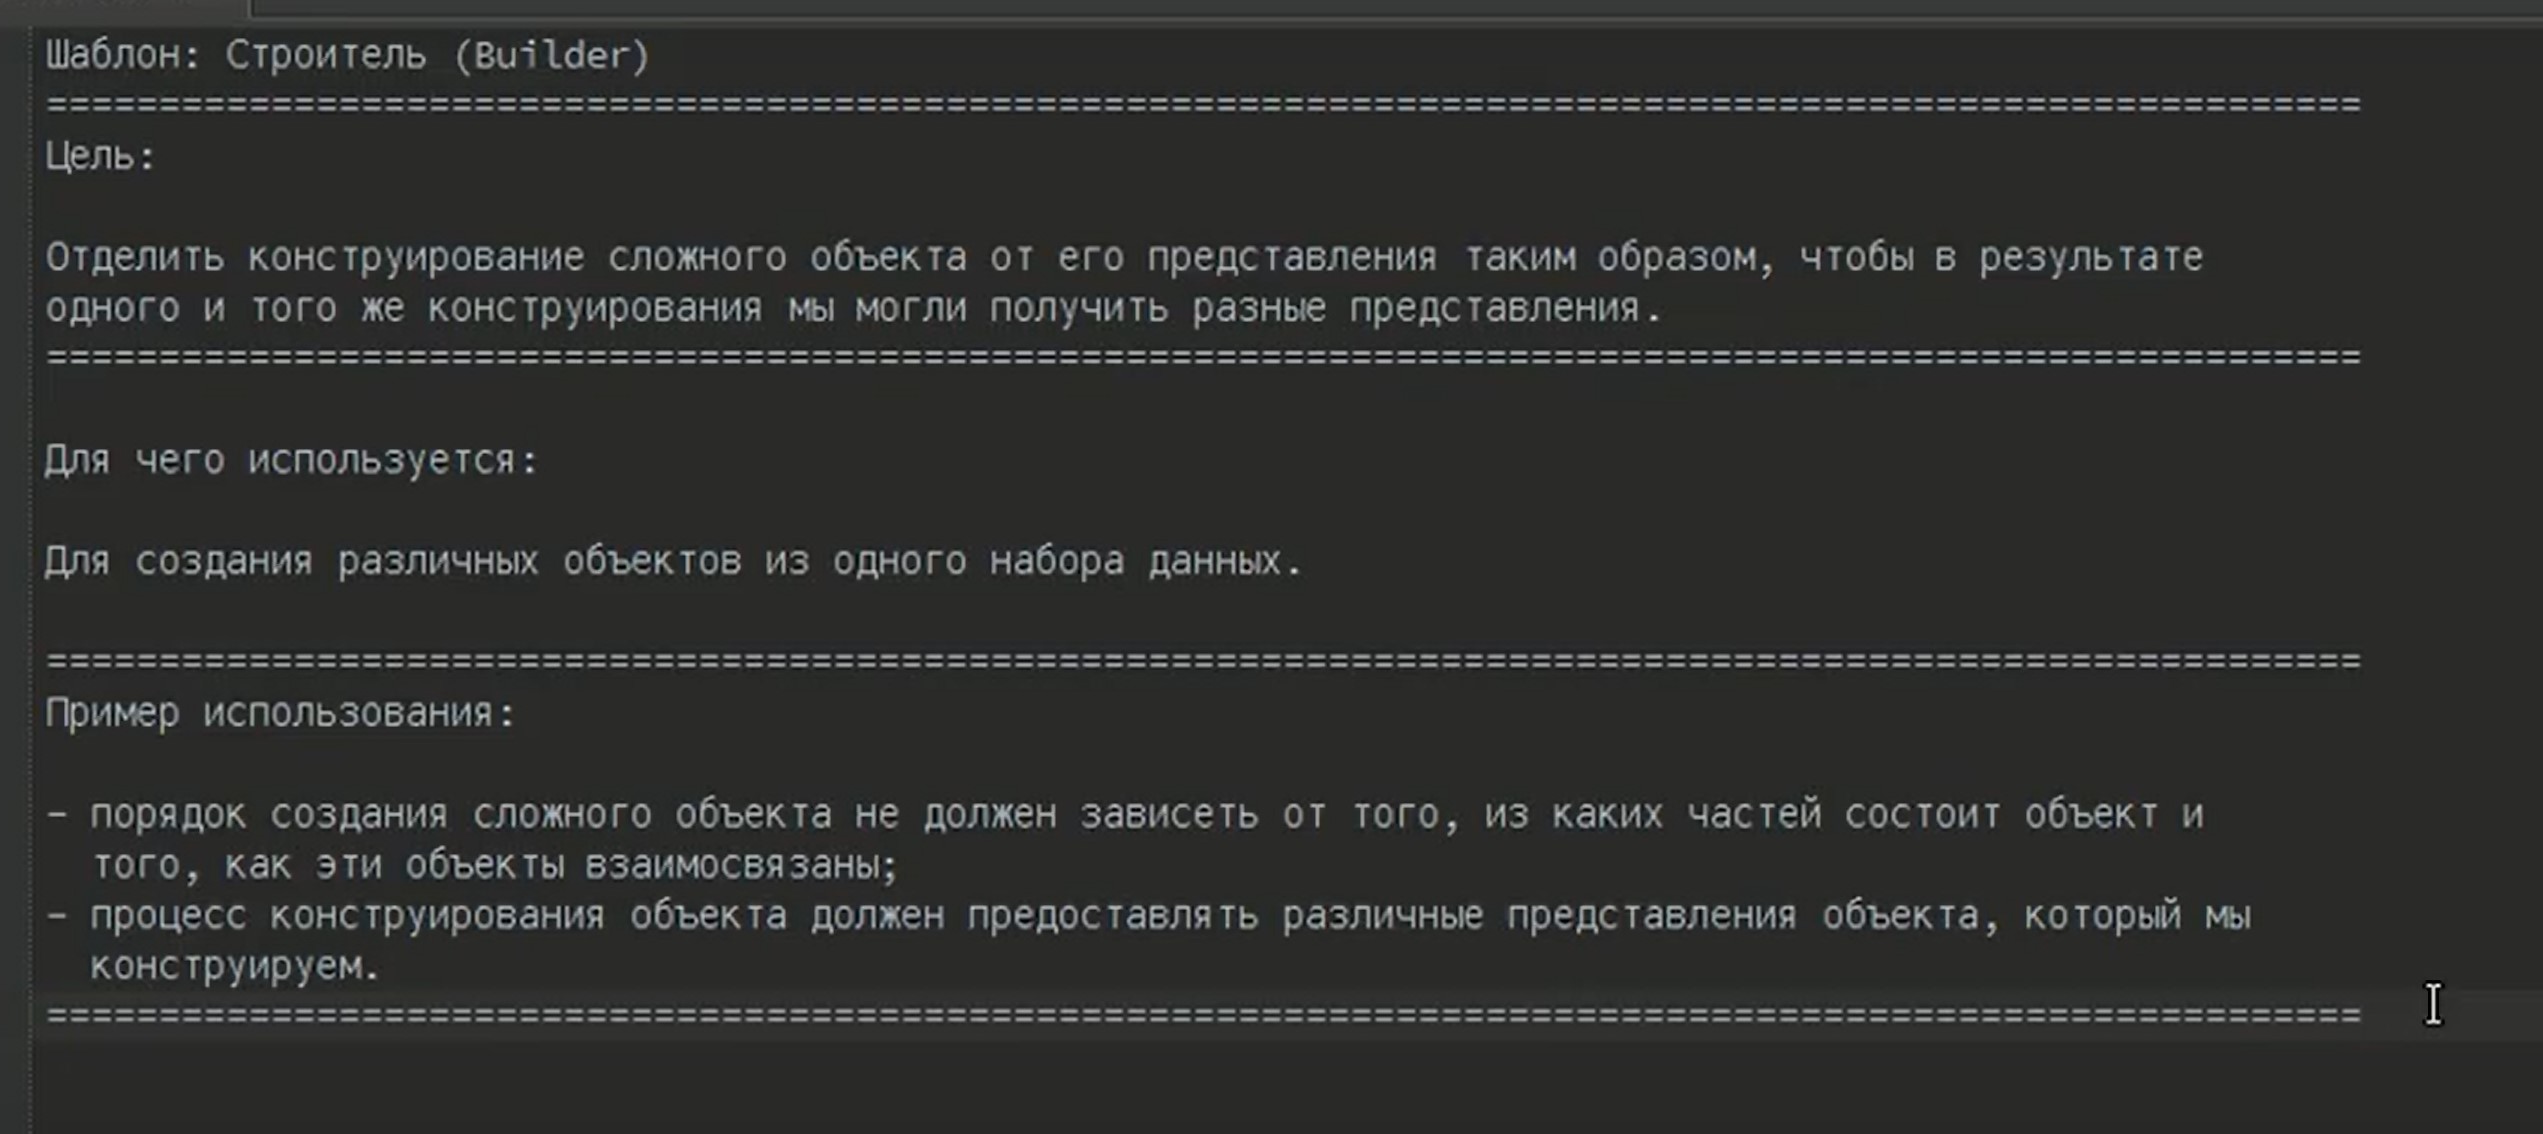 Шаблон: Строитель (Builder)
=======================================================================================================
Цель:
Отделить конструирование сложного объекта от его представления таким образом, чтобы в результате
одного и того же конструирования мы могли получить разные представления.
=======================================================================================================
Для чего используется:
Для создания различных объектов из одного набора данных.
=======================================================================================================
Пример использования:
– порядок создания сложного объекта не должен зависеть от того, из каких частей состоит объект и
того, как эти объекты взаимосвязаны;
– процесс конструирования объекта должен предоставлять различные представления объекта, который мы
конструируем.
=======================================================================================================